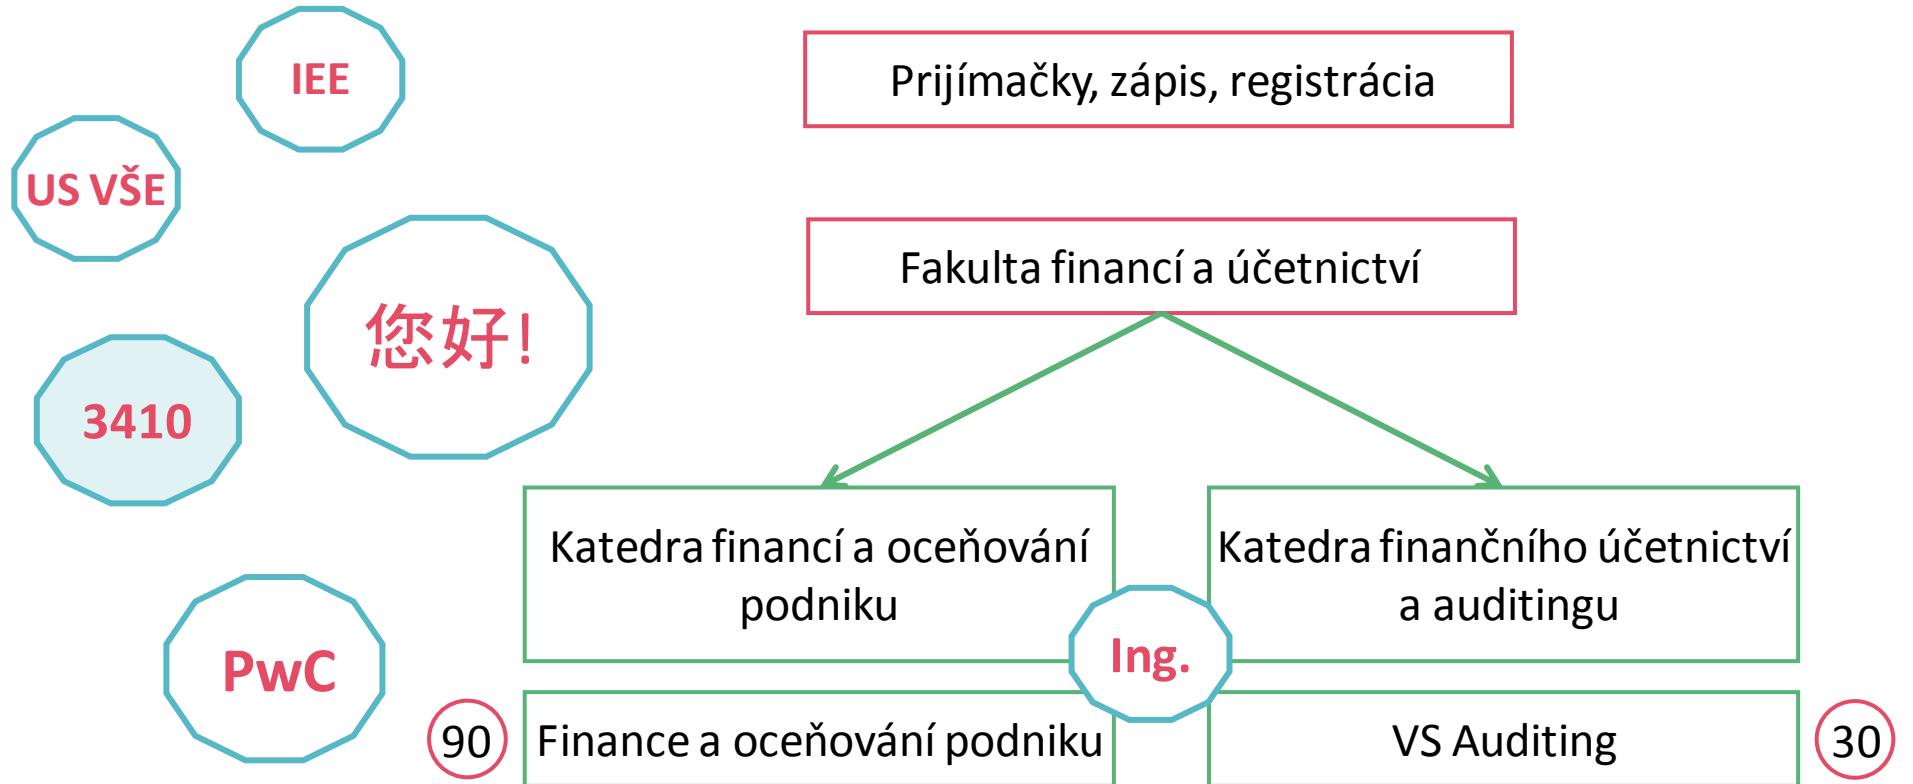 IEE
US VŠE
您好!
3410
PwC
Prijímačky, zápis, registrácia
Fakulta financí a účetnictví
Katedra financí a oceňování
podniku
Katedra finančního účetnictví
a auditingu
Ing.
90
Finance a oceňování podniku
VS Auditing
30